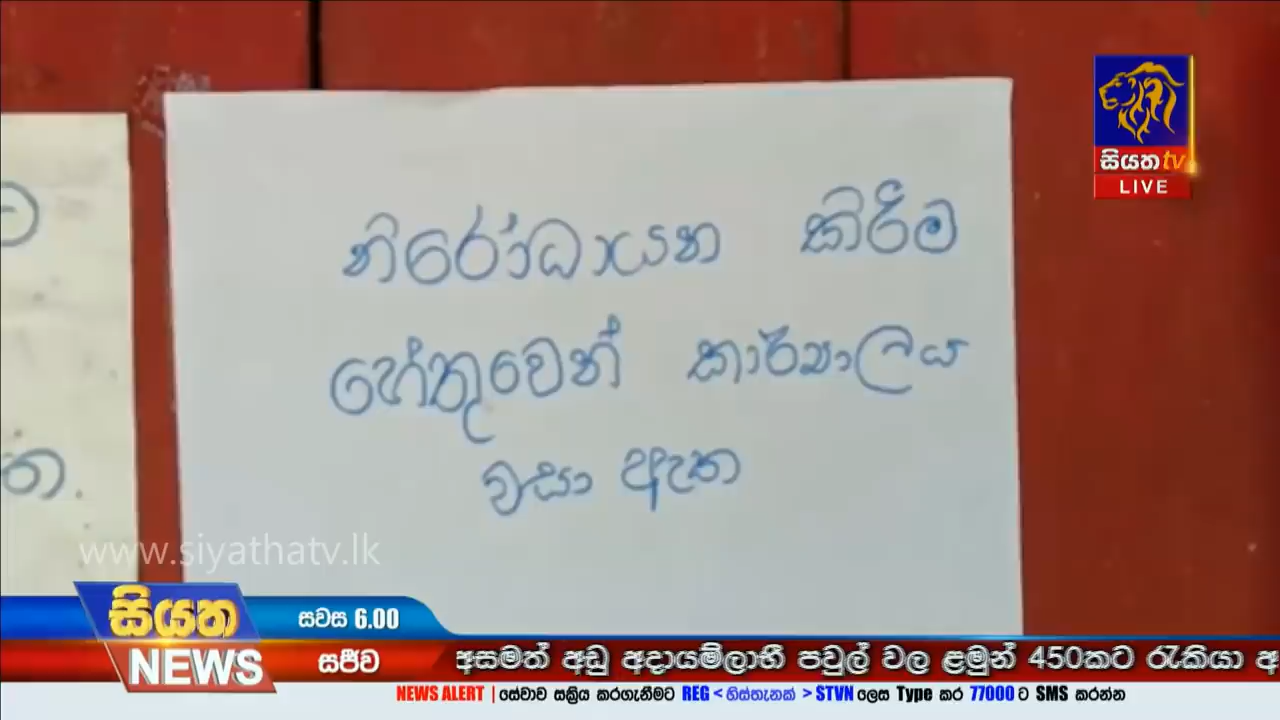 සියත tv
LIVE
නිරෝධායන කිරීම
හේතුවෙන් කාර්යාලය
වසා ඇත
ත.
www.siyathatv.lk
සියත
NEWS
සවස 6.00
සජීව
අසමත් අඩු අදායම්ලාභී පවුල් වල ළමුන් 450කට රැකියා අ
NEWS ALERT | සේවාව සක්‍රිය කරගැනීමට REG < හිස්තැනක් > STVN ලෙස Type කර 77000 ට SMS කරන්න